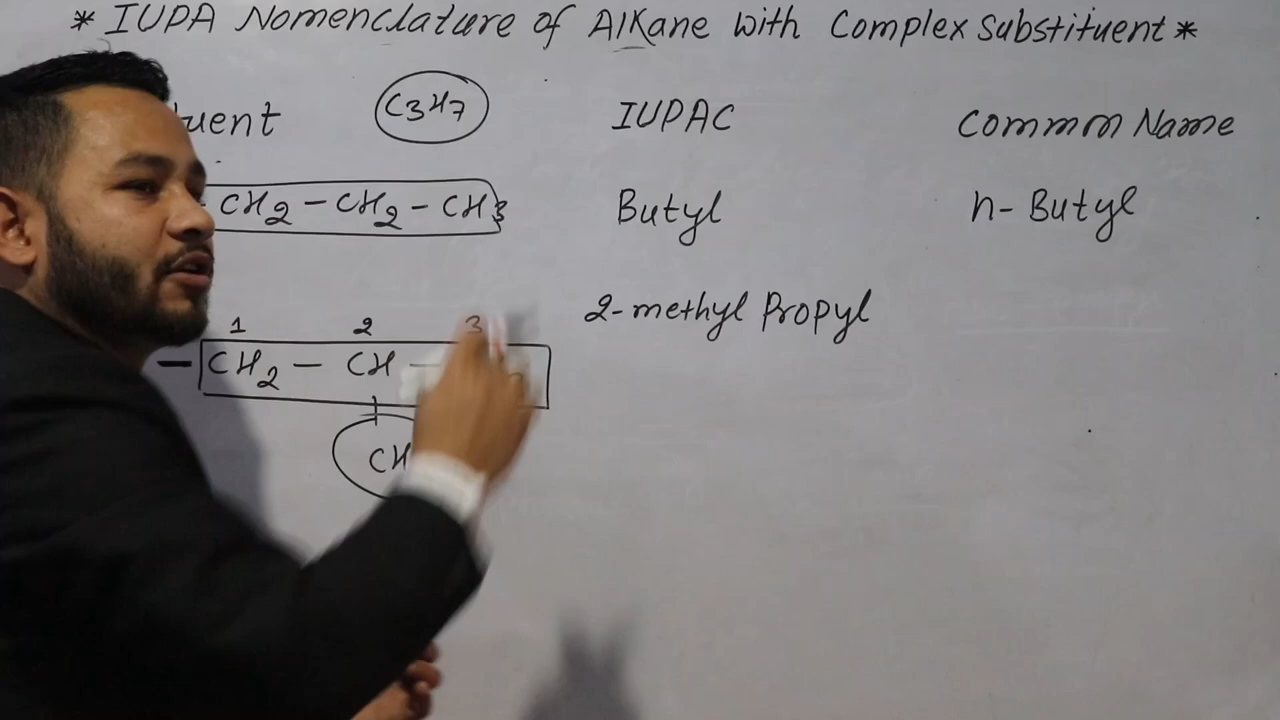 * IUPA Nomenclature of Alkane with Complex Substituent *
uent C3H7 IUPAC Common Name
CH2 - CH2 - CH3 Butyl n- Butyl
1 2 3 2-methyl Propyl
- CH2 - CH -
CH